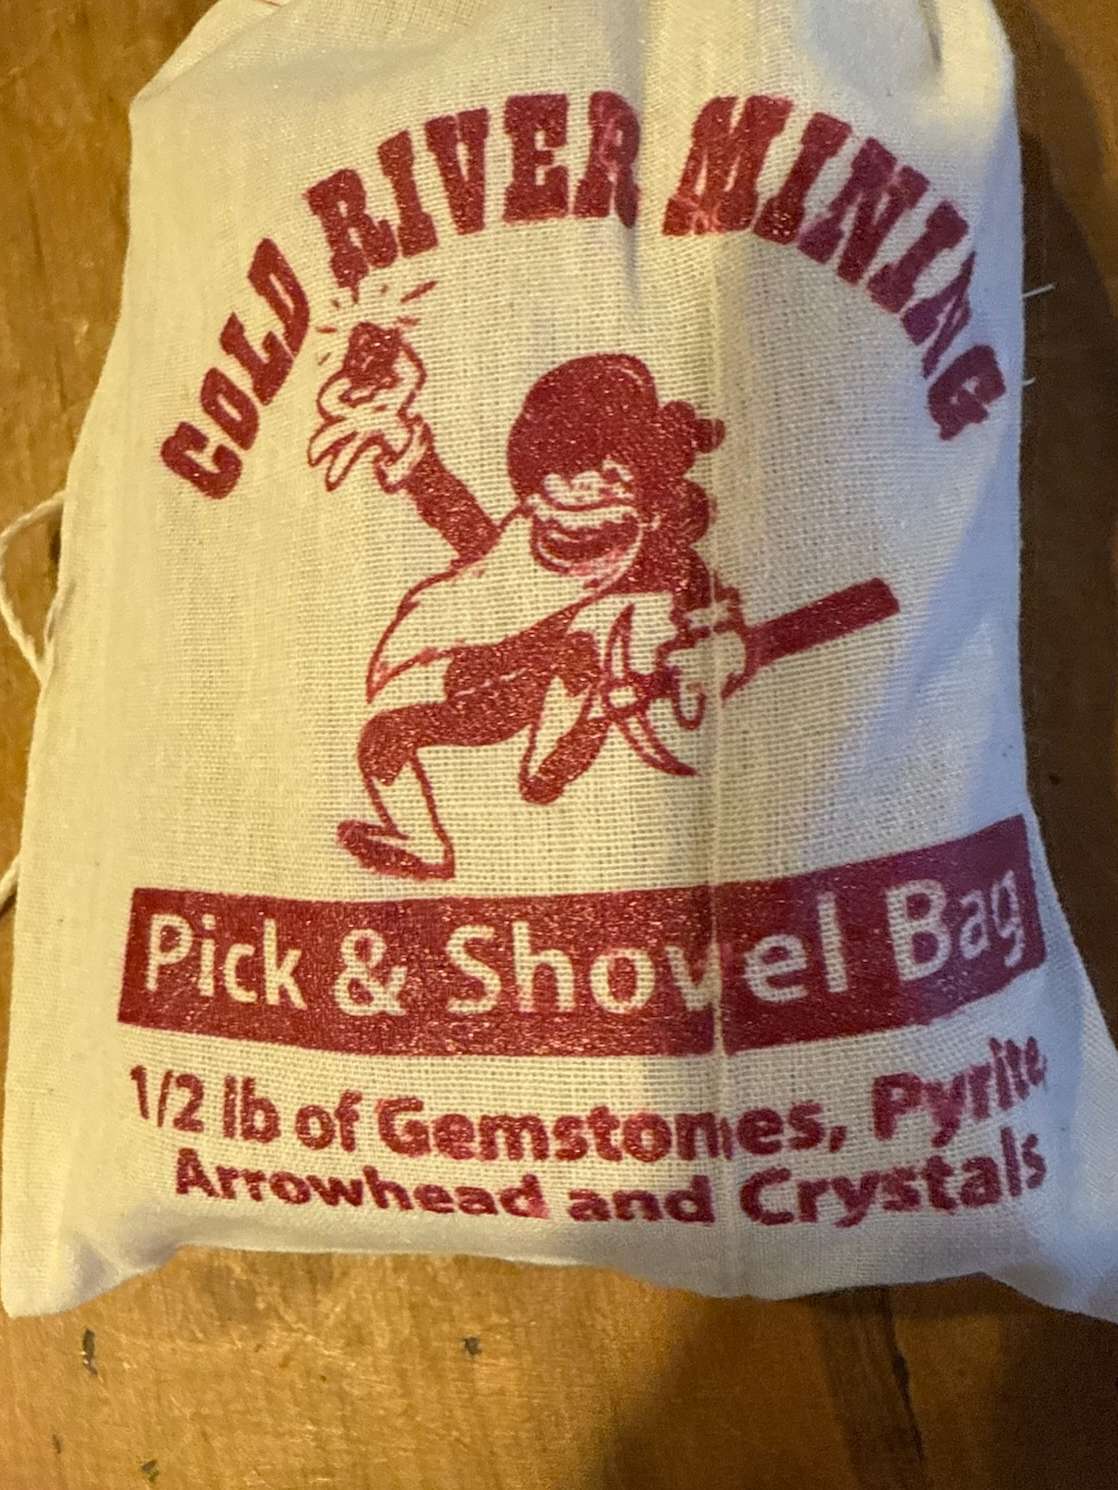 COLD RIVER MINING
Pick & Shovel Bag
1/2 lb of Gemstones, Pyrite,
Arrowhead and Crystals